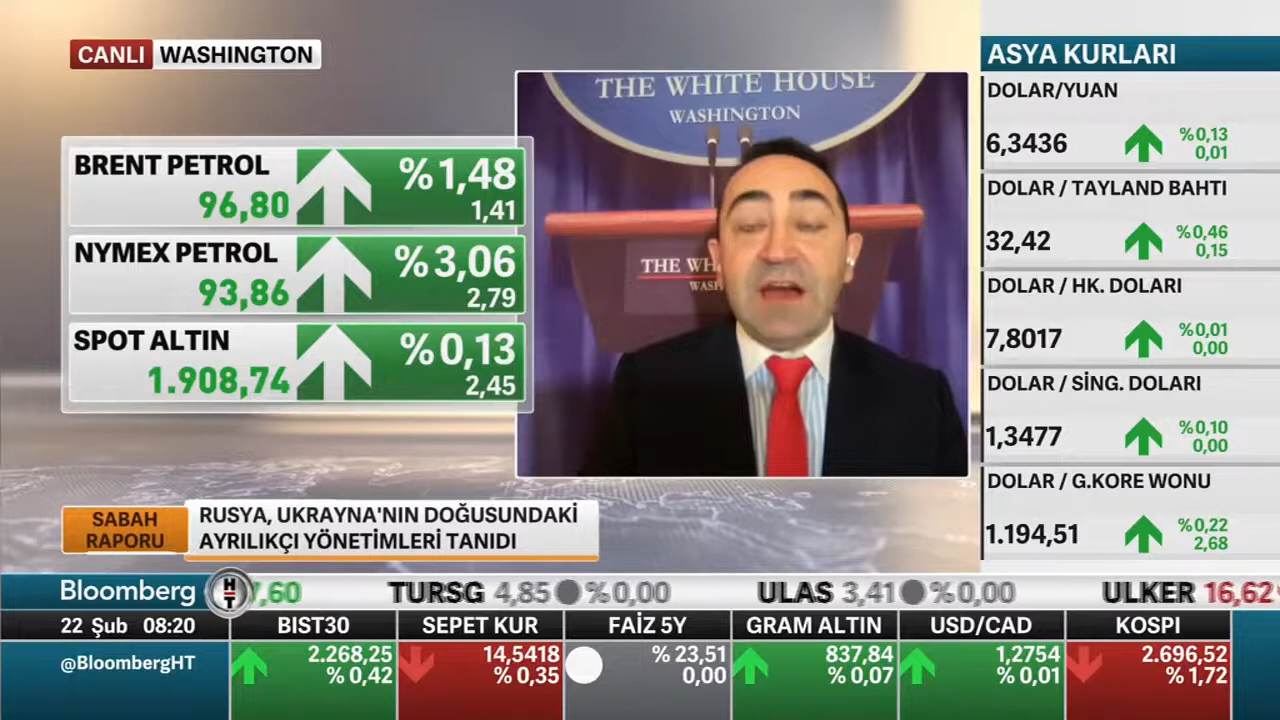 CANLI WASHINGTON
THE WHITE HOUSE
WASHINGTON
THE WH
WASH
BRENT PETROL
96,80
%1,48
1,41
NYMEX PETROL
93,86
%3,06
2,79
SPOT ALTIN
1.908,74
%0,13
2,45
ASYA KURLARI
DOLAR/YUAN
6,3436
%0,13
0,01
DOLAR / TAYLAND BAHTI
32,42
%0,46
0,15
DOLAR / HK. DOLARI
7,8017
%0,01
0,00
DOLAR / SİNG. DOLARI
1,3477
%0,10
0,00
DOLAR / G.KORE WONU
1.194,51
%0,22
2,68
SABAH
RAPORU
RUSYA, UKRAYNA'NIN DOĞUSUNDAKİ
AYRILIKÇI YÖNETİMLERİ TANIDI
Bloomberg HT 7,60 TURSG 4,85 %0,00 ULAS 3,41 %0,00 ULKER 16,62
22 Şub 08:20
@BloombergHT
BIST30
2.268,25
% 0,42
SEPET KUR
14,5418
% 0,35
FAİZ 5Y
% 23,51
0,00
GRAM ALTIN
837,84
% 0,07
USD/CAD
1,2754
% 0,01
KOSPI
2.696,52
% 1,72